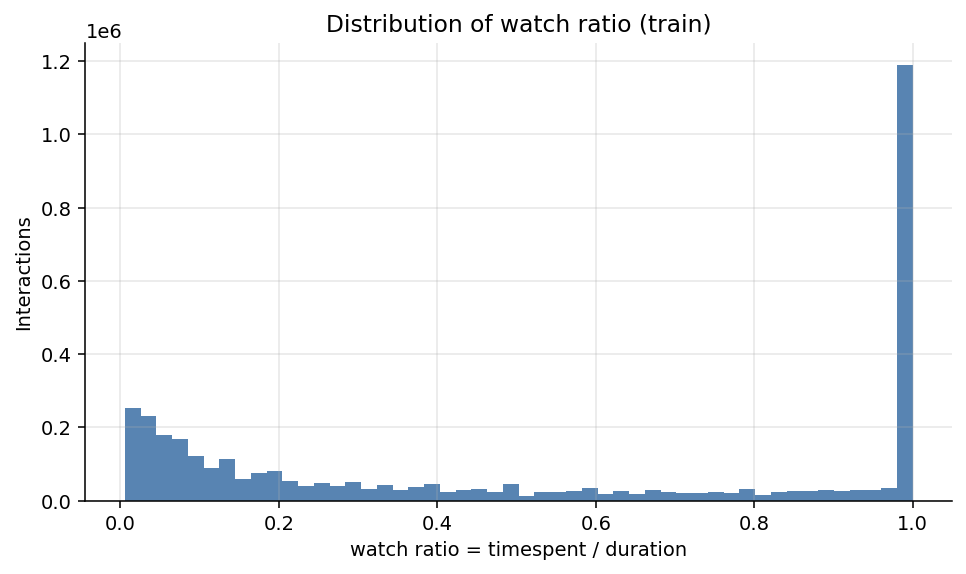 Distribution of watch ratio (train)
1e6
1.2
1.0
0.8
0.6
0.4
0.2
0.0
Interactions
0.0 0.2 0.4 0.6 0.8 1.0
watch ratio = timespent / duration